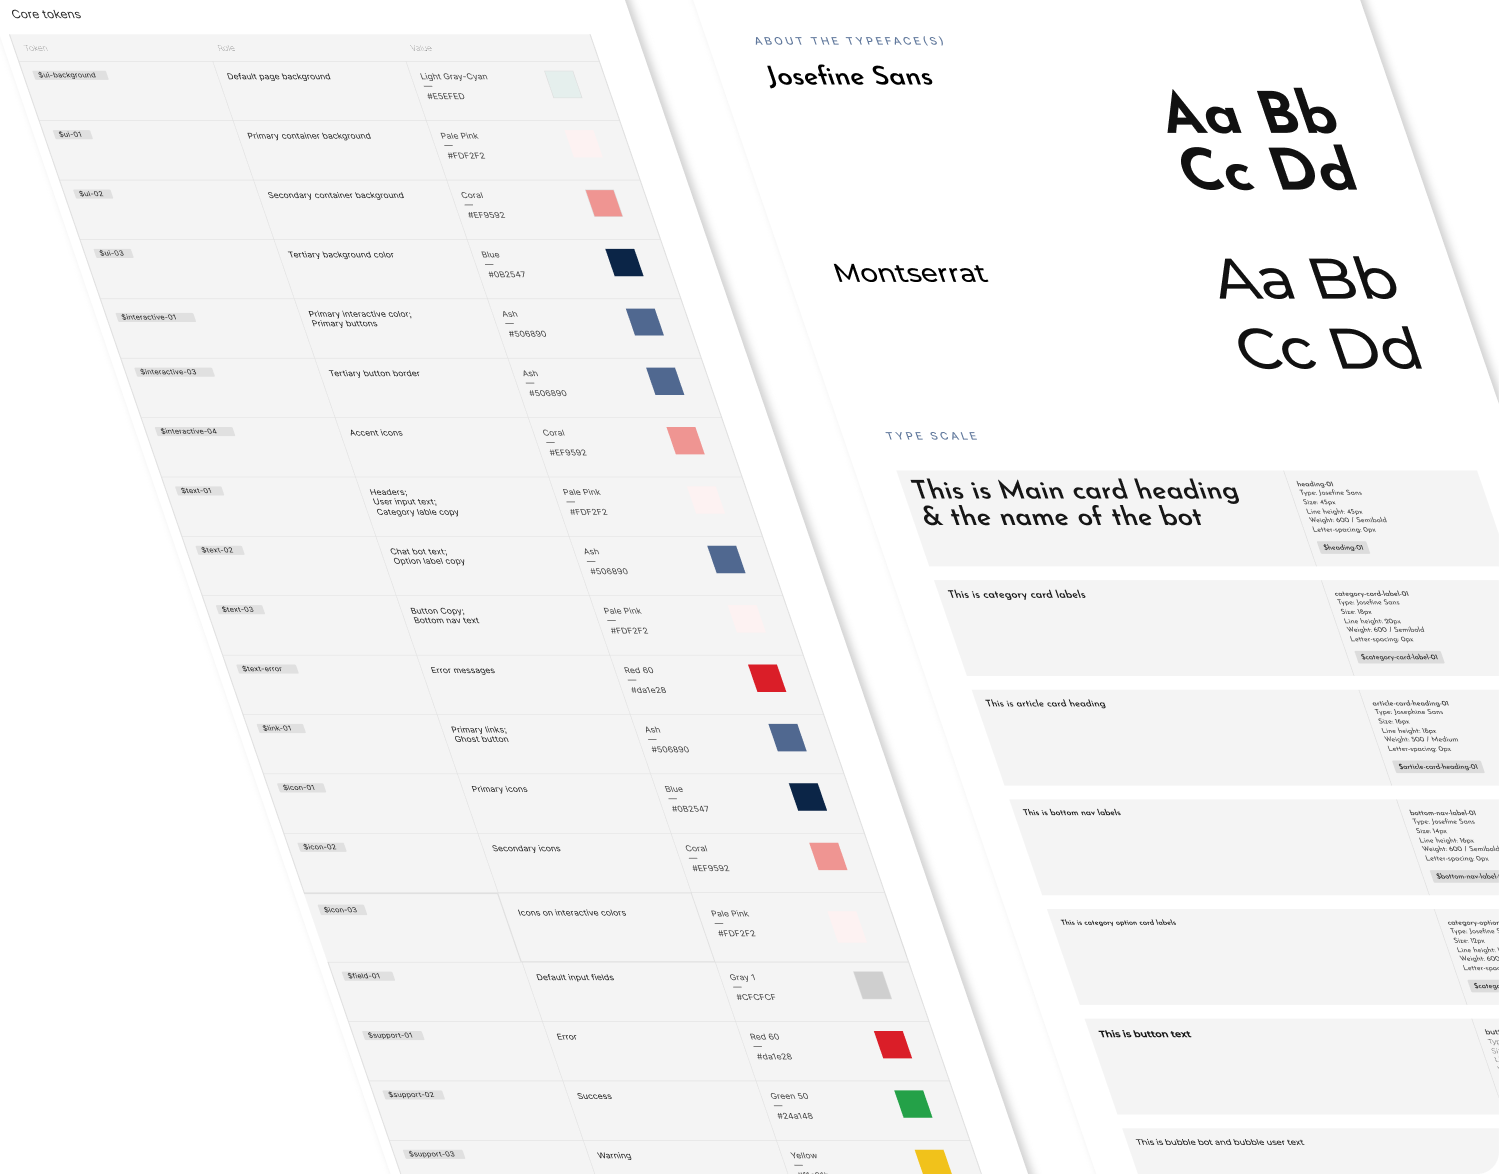 Core tokens
Token Role Value
$ui-background Default page background Light Gray-Cyan
—
#E5EFED
$ui-01 Primary container background Pale Pink
—
#FDF2F2
$ui-02 Secondary container background Coral
—
#EF9592
$ui-03 Tertiary background color Blue
—
#0B2547
$interactive-01 Primary interactive color; Ash
Primary buttons —
#506890
$interactive-03 Tertiary button border Ash
—
#506890
$interactive-04 Accent icons Coral
—
#EF9592
$text-01 Headers; Pale Pink
User input text; —
Category lable copy #FDF2F2
$text-02 Chat bot text; Ash
Option label copy —
#506890
$text-03 Button Copy; Pale Pink
Bottom nav text —
#FDF2F2
$text-error Error messages Red 60
—
#da1e28
$link-01 Primary links; Ash
Ghost button —
#506890
$icon-01 Primary icons Blue
—
#0B2547
$icon-02 Secondary icons Coral
—
#EF9592
$icon-03 Icons on interactive colors Pale Pink
—
#FDF2F2
$field-01 Default input fields Gray 1
—
#CFCFCF
$support-01 Error Red 60
—
#da1e28
$support-02 Success Green 50
—
#24a148
$support-03 Warning Yellow
—
ABOUT THE TYPEFACE(S)
Josefine Sans
Aa Bb
Cc Dd
Montserrat
Aa Bb
Cc Dd
TYPE SCALE
This is Main card heading
& the name of the bot
heading-01
Type: Josefine Sans
Size: 45px
Line height: 45px
Weight: 600 / Semibold
Letter-spacing: 0px
$heading-01
This is category card labels
category-card-label-01
Type: Josefine Sans
Size: 18px
Line height: 20px
Weight: 600 / Semibold
Letter-spacing: 0px
$category-card-label-01
This is article card heading
article-card-heading-01
Type: Josephine Sans
Size: 16px
Line height: 16px
Weight: 500 / Medium
Letter-spacing: 0px
$article-card-heading-01
This is bottom nav labels
bottom-nav-label-01
Type: Josefine Sans
Size: 14px
Line height: 16px
Weight: 600 / Semibold
Letter-spacing: 0px
$bottom-nav-label-
This is category option card labels
category-option
Type: Josefine S
Size: 12px
Line height:
Weight: 600
Letter-spac
$catego
This is button text
but
Typ
Si
L
This is bubble bot and bubble user text